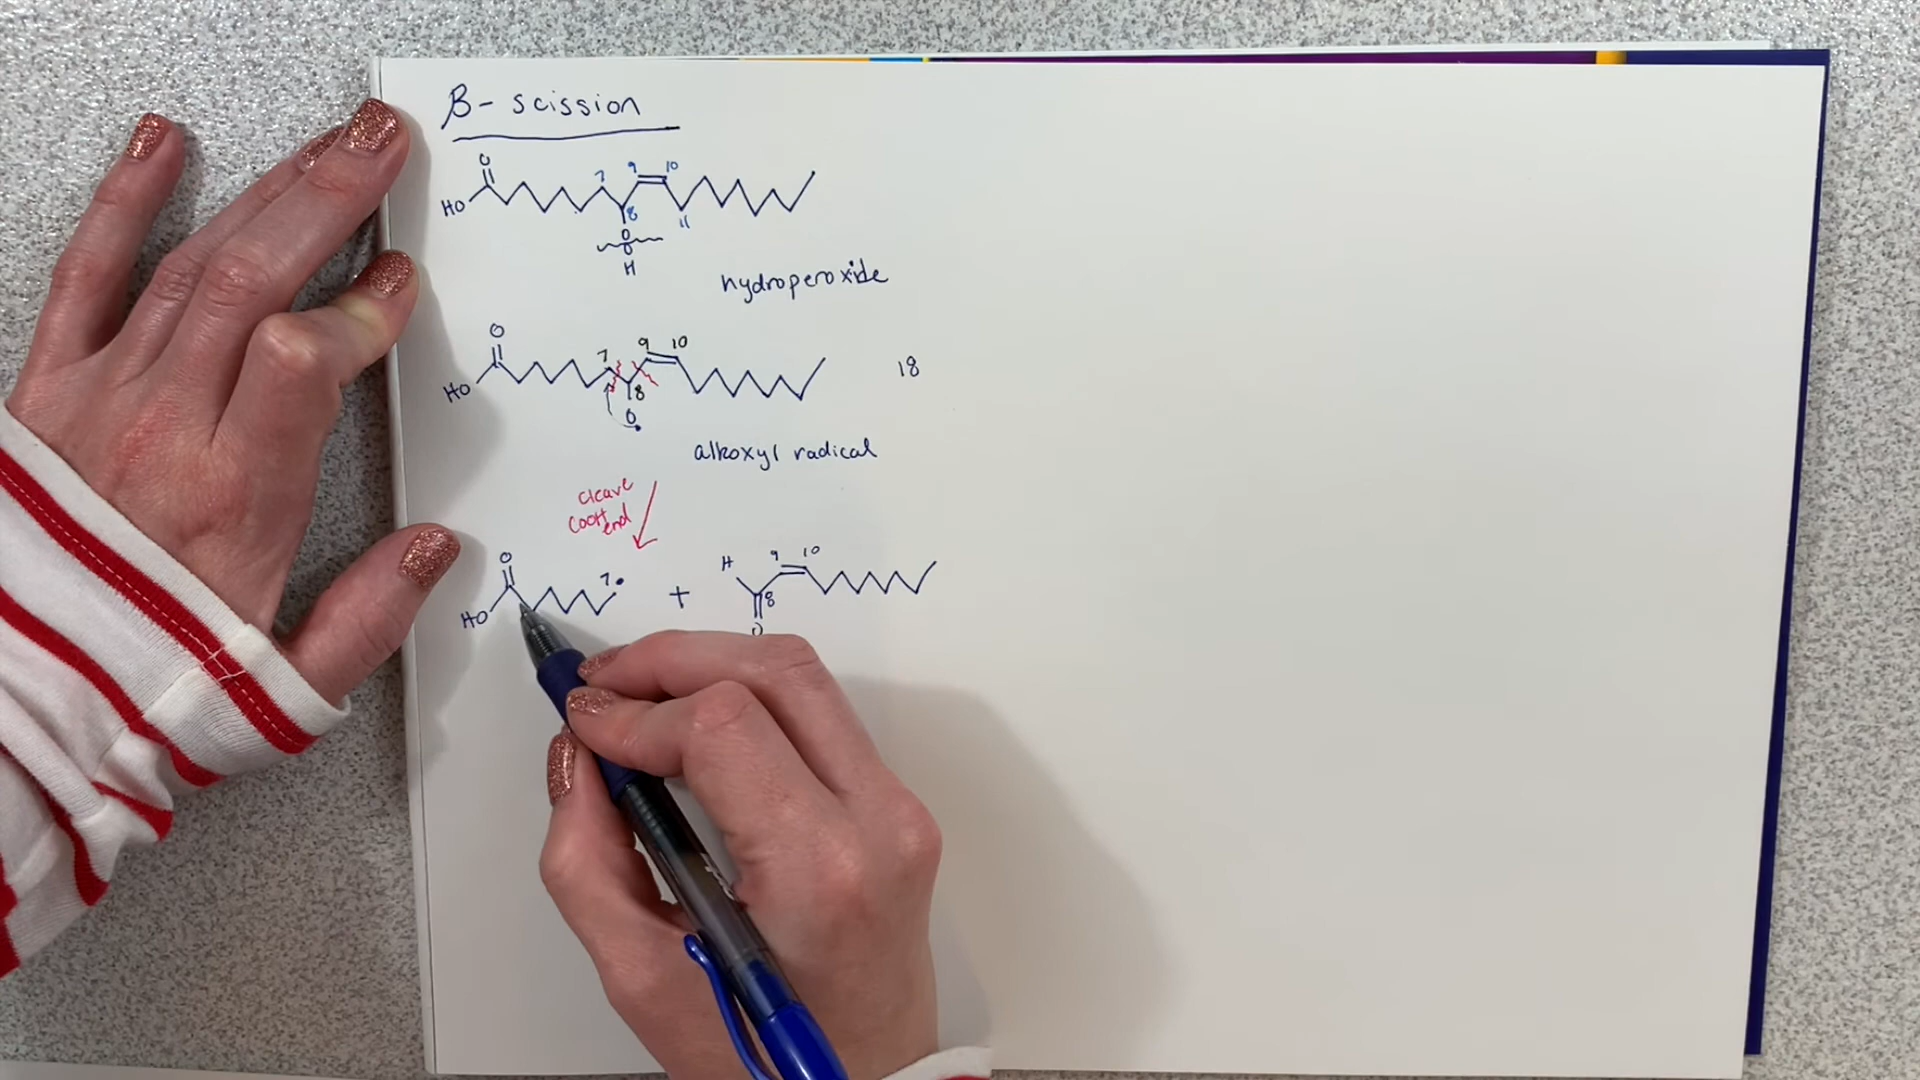 β- scission
O
HO
7
9
10
8
11
O
O
H
hydroperoxide
O
HO
7
9
10
8
O
18
alkoxyl radical
cleave
COOH
end
O
HO
7
+
H
9
10
8
O